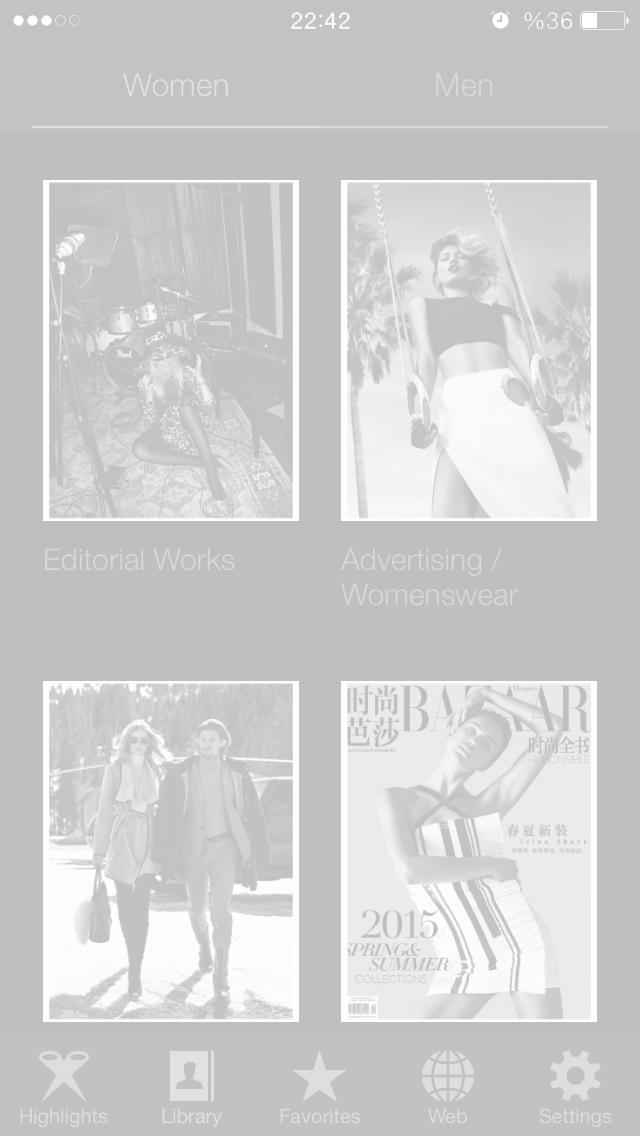 22:42
%36
Women
Men
Editorial Works
Advertising /
Womenswear
Harper's
时尚
芭莎
BAZAAR
时尚全书
FASHION BIBLE
春夏新装
Irina Shayk
2015
SPRING&
SUMMER
COLLECTIONS
Highlights
Library
Favorites
Web
Settings